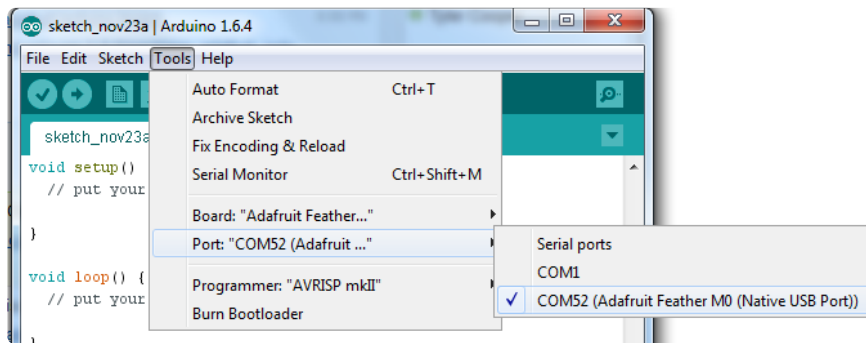 sketch_nov23a | Arduino 1.6.4
File Edit Sketch Tools Help
Auto Format Ctrl+T
Archive Sketch
sketch_nov23a
Fix Encoding & Reload
void setup()
Serial Monitor Ctrl+Shift+M
// put your
Board: "Adafruit Feather..."
}
Port: "COM52 (Adafruit ..."
Serial ports
COM1
void loop() {
Programmer: "AVRISP mkII"
// put your
COM52 (Adafruit Feather M0 (Native USB Port))
Burn Bootloader
}